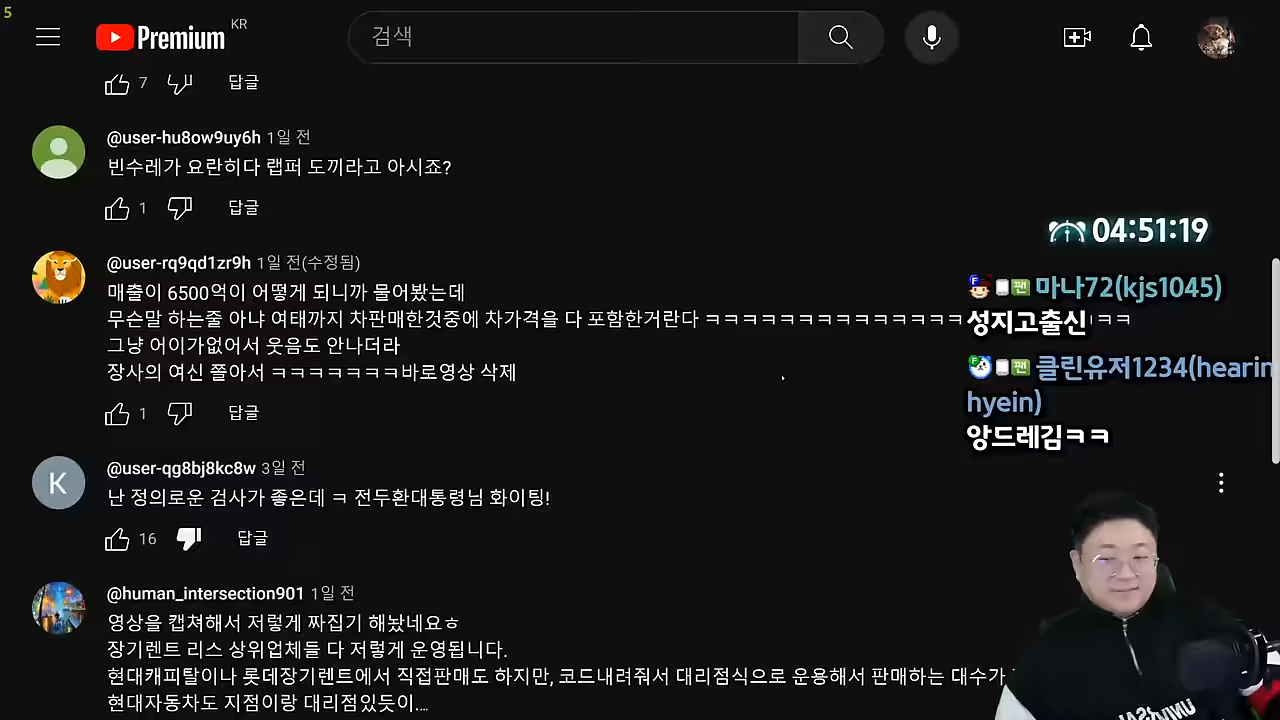 5
Premium KR
검색
7 답글
@user-hu8ow9uy6h 1일 전
빈수레가 요란히다 랩퍼 도끼라고 아시죠?
1 답글
04:51:19
@user-rq9qd1zr9h 1일 전(수정됨)
매출이 6500억이 어떻게 되니까 물어봤는데
무슨말 하는줄 아냐 여태까지 차판매한것중에 차가격을 다 포함한거란다 ㅋㅋㅋㅋㅋㅋㅋㅋㅋㅋㅋㅋㅋㅋ
그냥 어이가없어서 웃음도 안나더라
장사의 여신 쫄아서 ㅋㅋㅋㅋㅋㅋㅋ바로영상 삭제
1 답글
팬 마나72(kjs1045)
성지고출신 ㅋㅋ
팬 클린유저1234(hearin
hyein)
앙드레김ㅋㅋ
K
@user-qg8bj8kc8w 3일 전
난 정의로운 검사가 좋은데 ㅋ 전두환대통령님 화이팅!
16 답글
@human_intersection901 1일 전
영상을 캡쳐해서 저렇게 짜집기 해놨네요ㅎ
장기렌트 리스 상위업체들 다 저렇게 운영됩니다.
현대캐피탈이나 롯데장기렌트에서 직접판매도 하지만, 코드내려줘서 대리점식으로 운용해서 판매하는 대수가
현대자동차도 지점이랑 대리점있듯이....